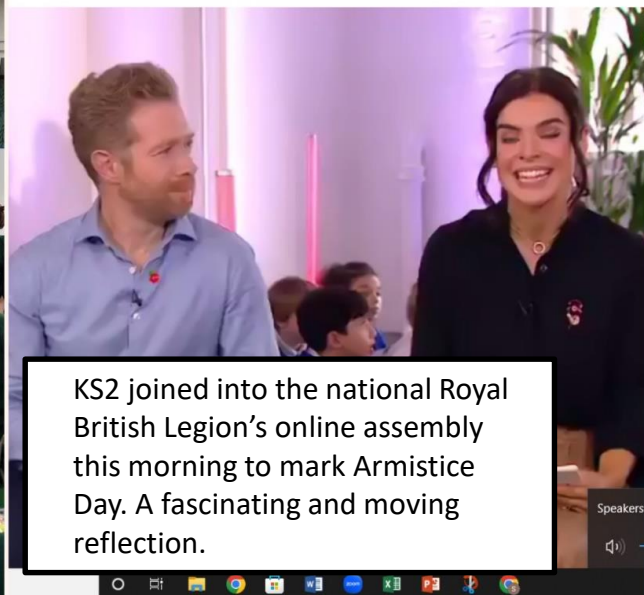 KS2 joined into the national Royal
British Legion’s online assembly
this morning to mark Armistice
Day. A fascinating and moving
reflection.
Speakers